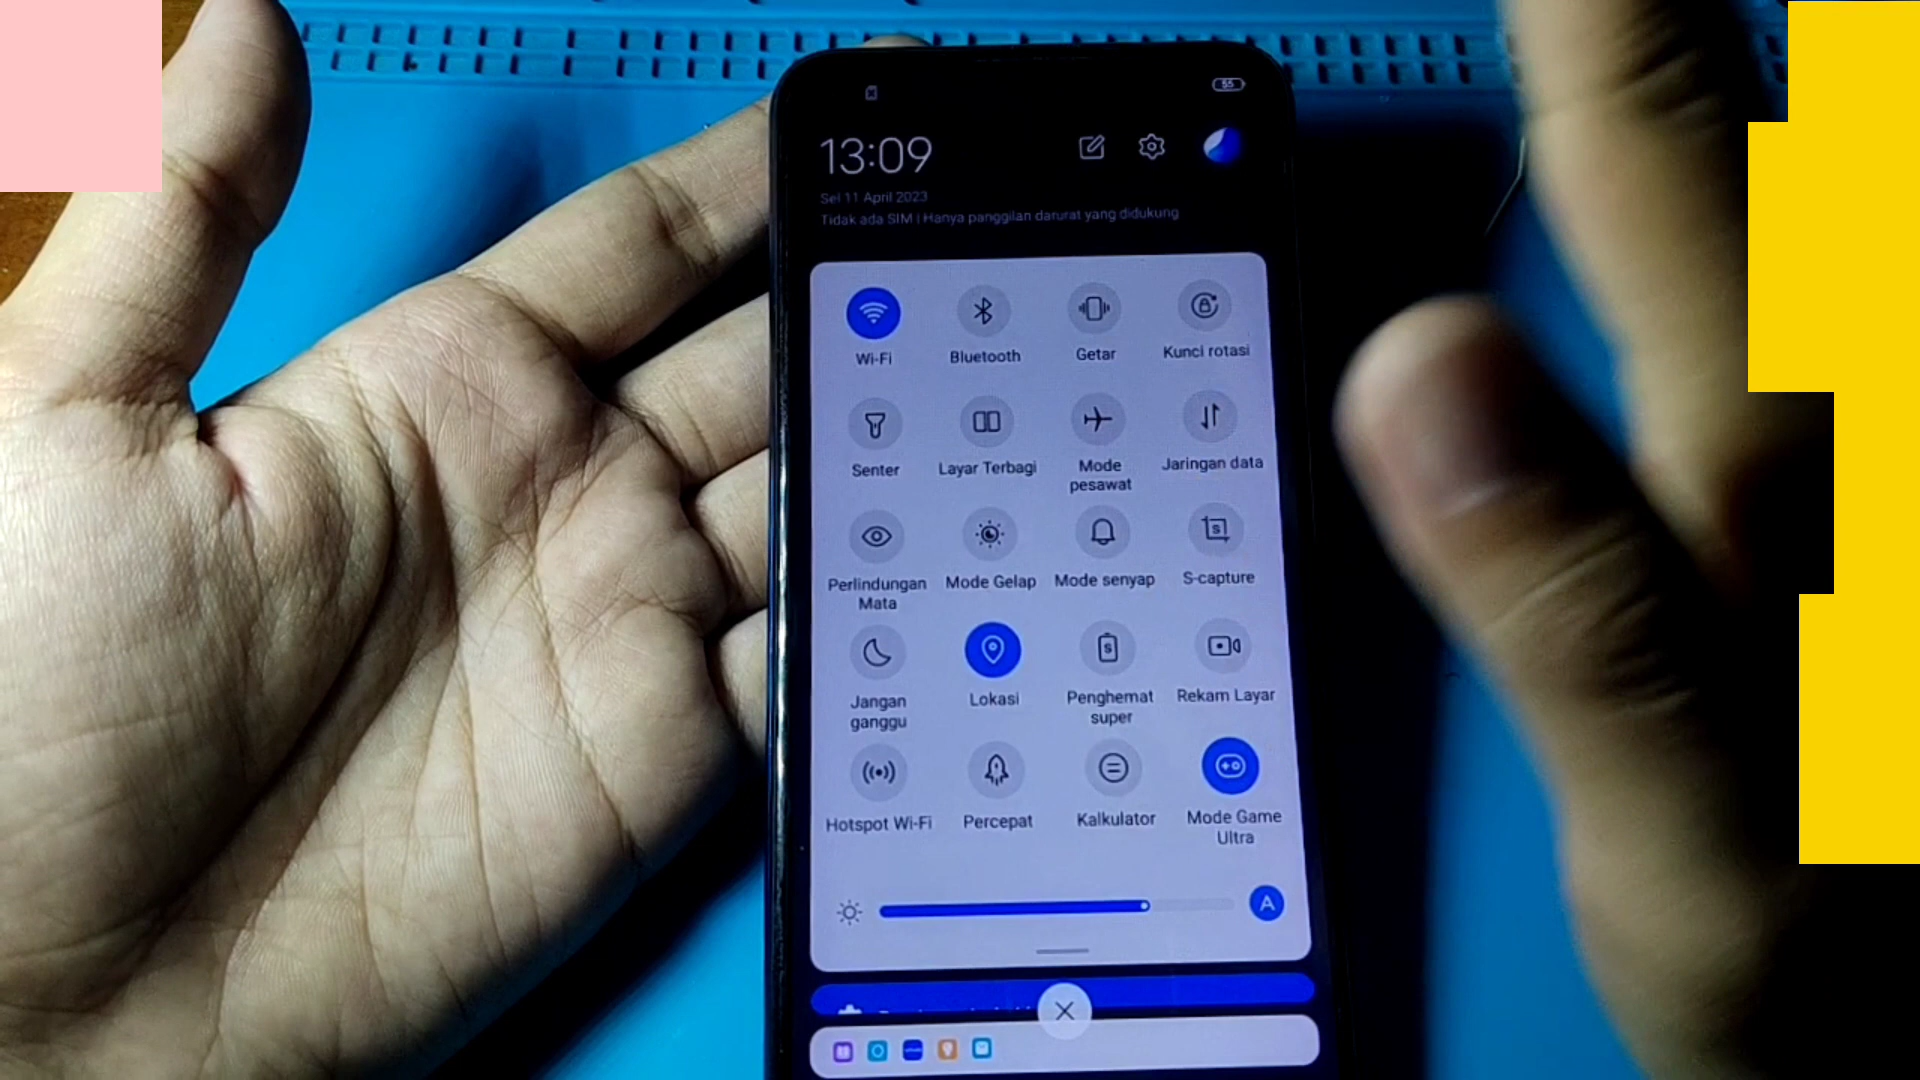 55
13:09
Sel 11 April 2023
Tidak ada SIM | Hanya panggilan darurat yang didukung
Wi-Fi
Bluetooth
Getar
Kunci rotasi
Senter
Layar Terbagi
Mode
pesawat
Jaringan data
Perlindungan
Mata
Mode Gelap
Mode senyap
S
S-capture
Jangan
ganggu
Lokasi
S
Penghemat
super
Rekam Layar
Hotspot Wi-Fi
Percepat
Kalkulator
Mode Game
Ultra
A